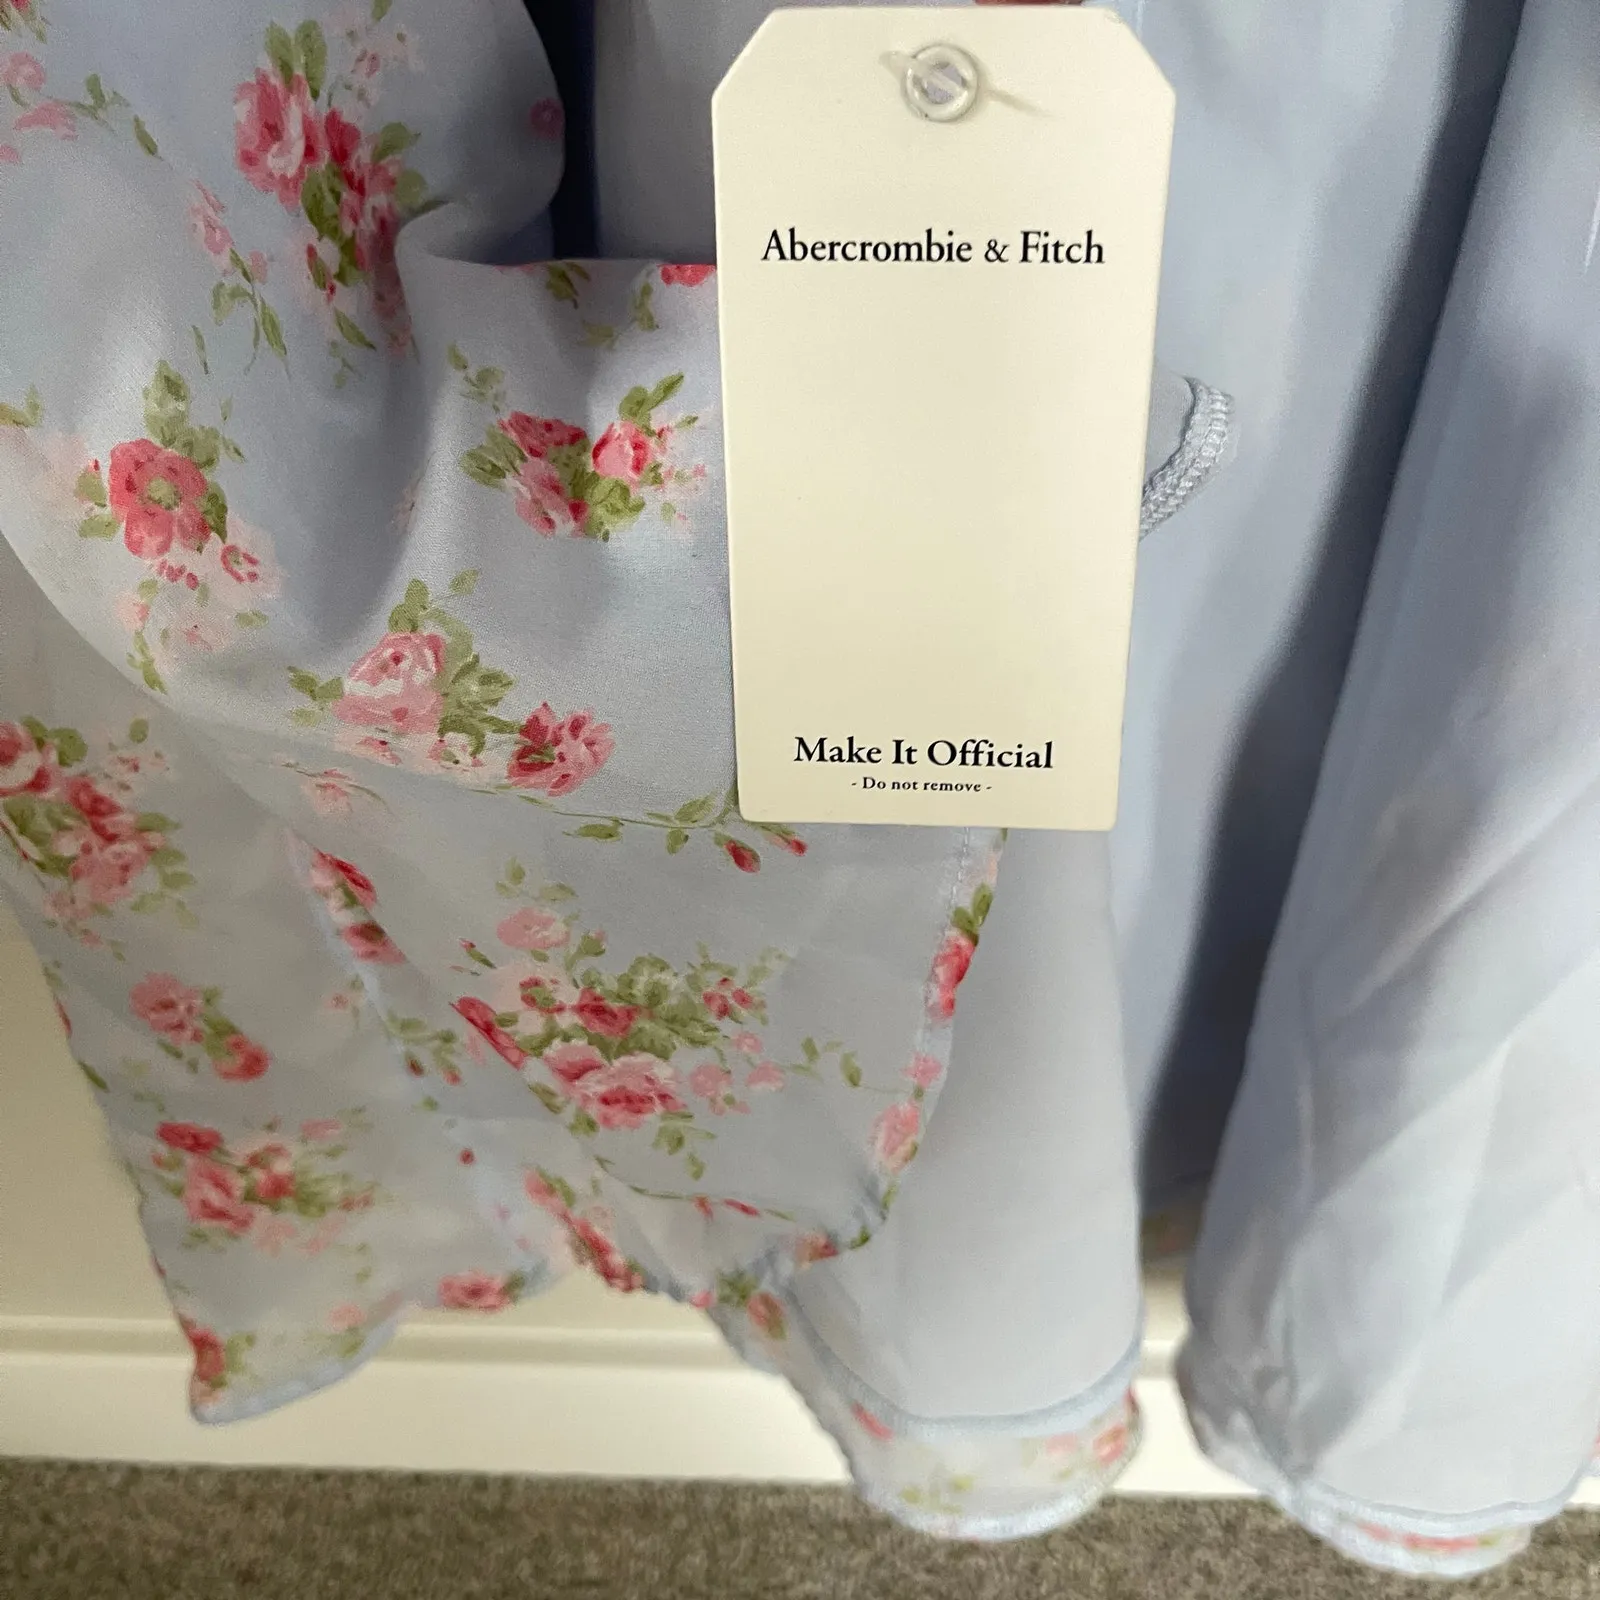 Abercrombie & Fitch
Make It Official
- Do not remove -